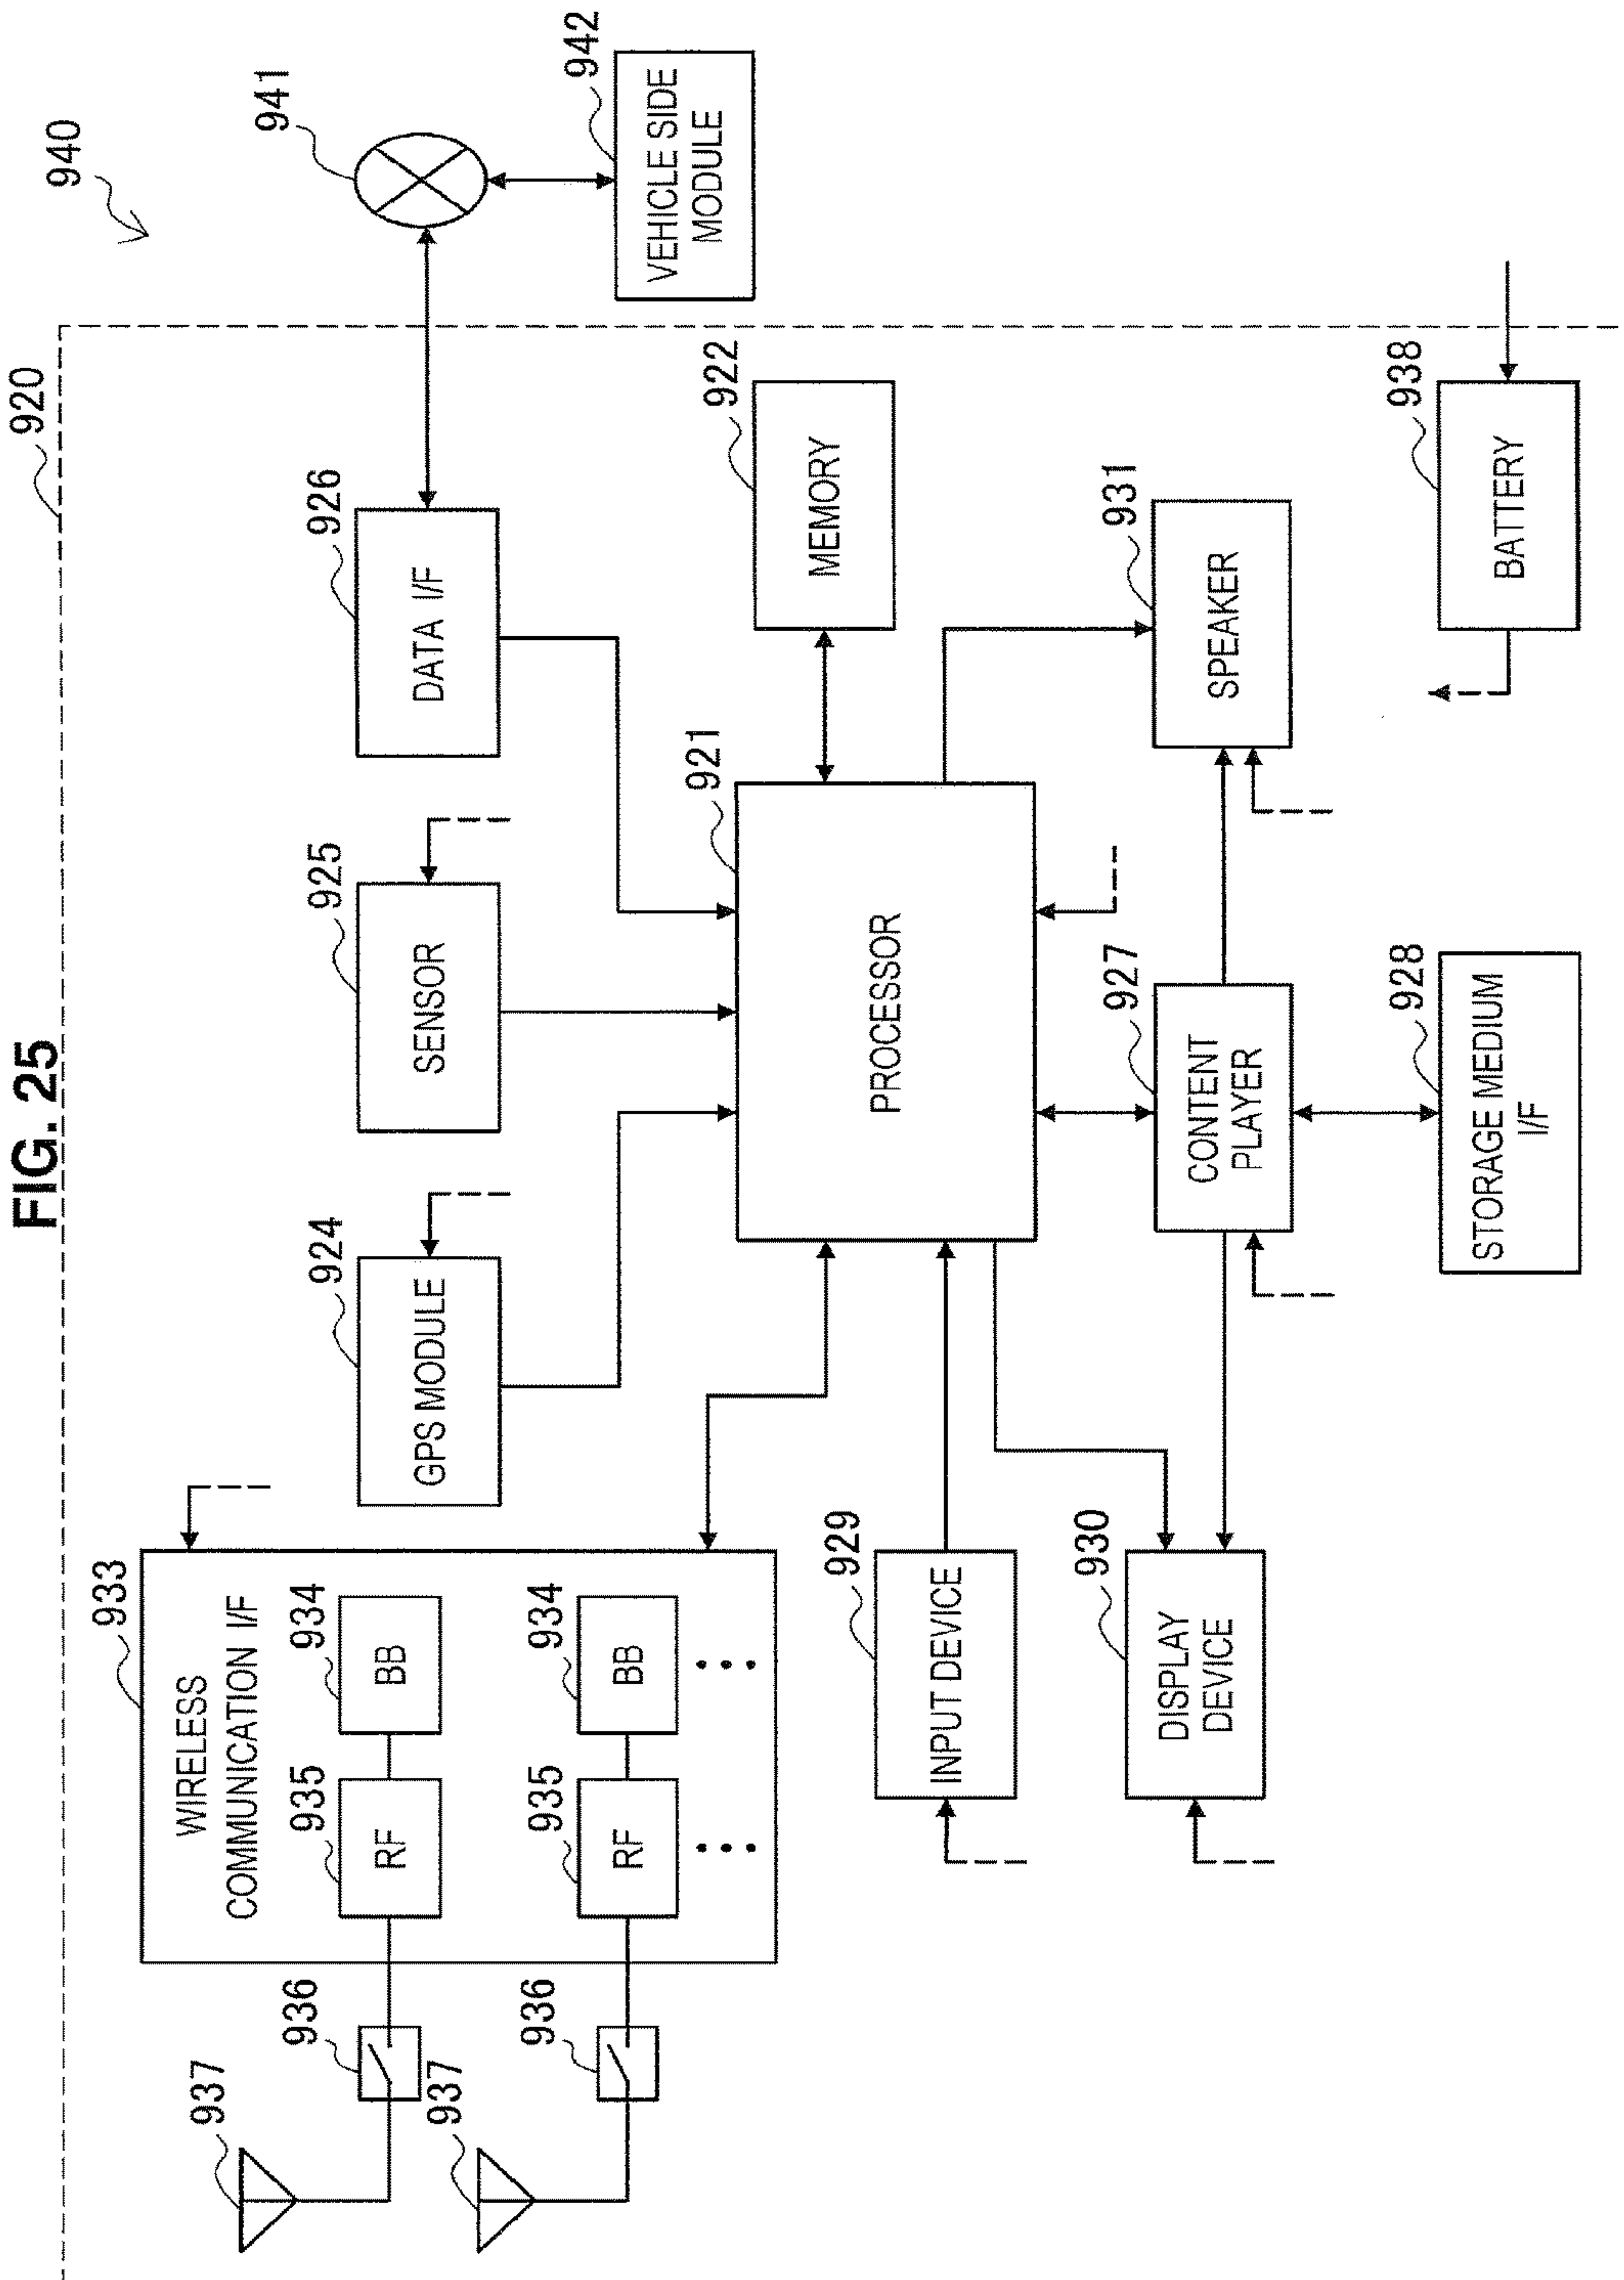 FIG. 25
920
940
933
WIRELESS
COMMUNICATION I/F
937
936
935
RF
934
BB
937
936
935
RF
934
BB
924
GPS MODULE
925
SENSOR
926
DATA I/F
941
942
VEHICLE SIDE
MODULE
921
PROCESSOR
922
MEMORY
929
INPUT DEVICE
930
DISPLAY
DEVICE
927
CONTENT
PLAYER
931
SPEAKER
928
STORAGE MEDIUM
I/F
938
BATTERY